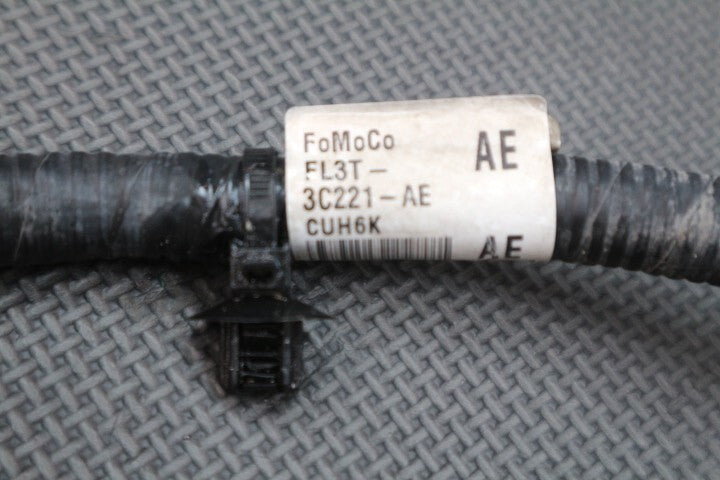 FoMoCo
FL3T-
3C221-AE
CUH6K
AE
AE